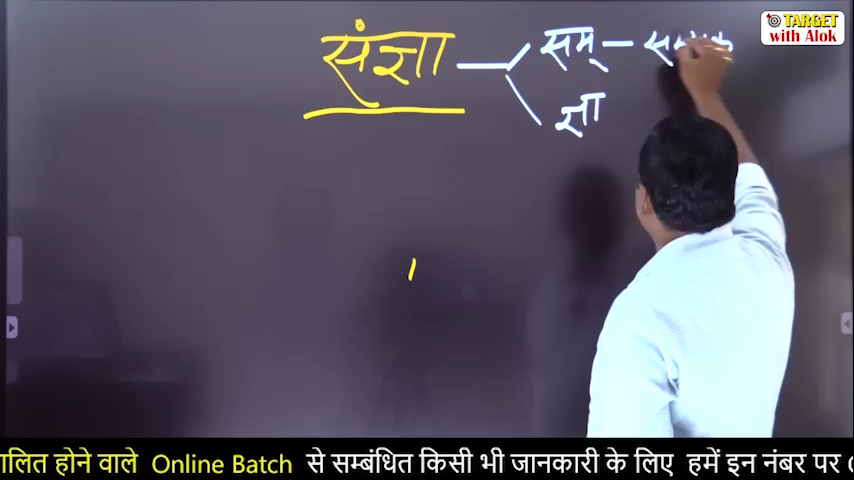 TARGET
with Alok
संज्ञा
सम् –
ज्ञा
ालित होने वाले Online Batch से सम्बंधित किसी भी जानकारी के लिए हमें इन नंबर पर